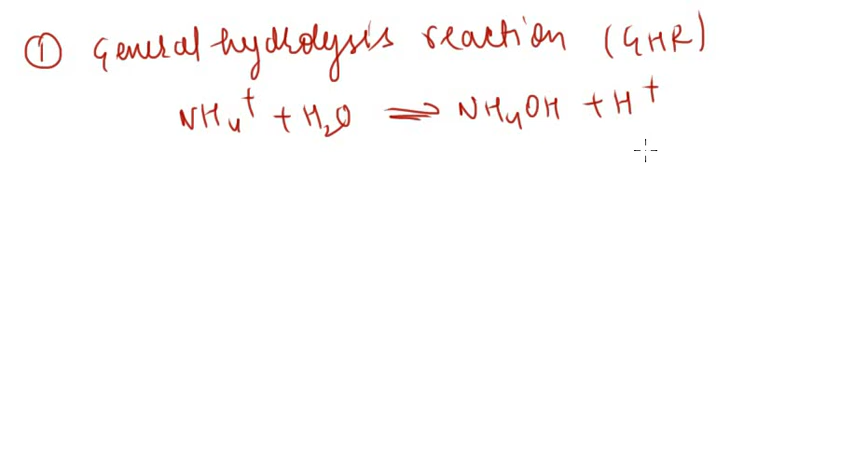 ① General hydrolysis reaction (GHR)
NH₄⁺ + H₂O ⇌ NH₄OH + H⁺